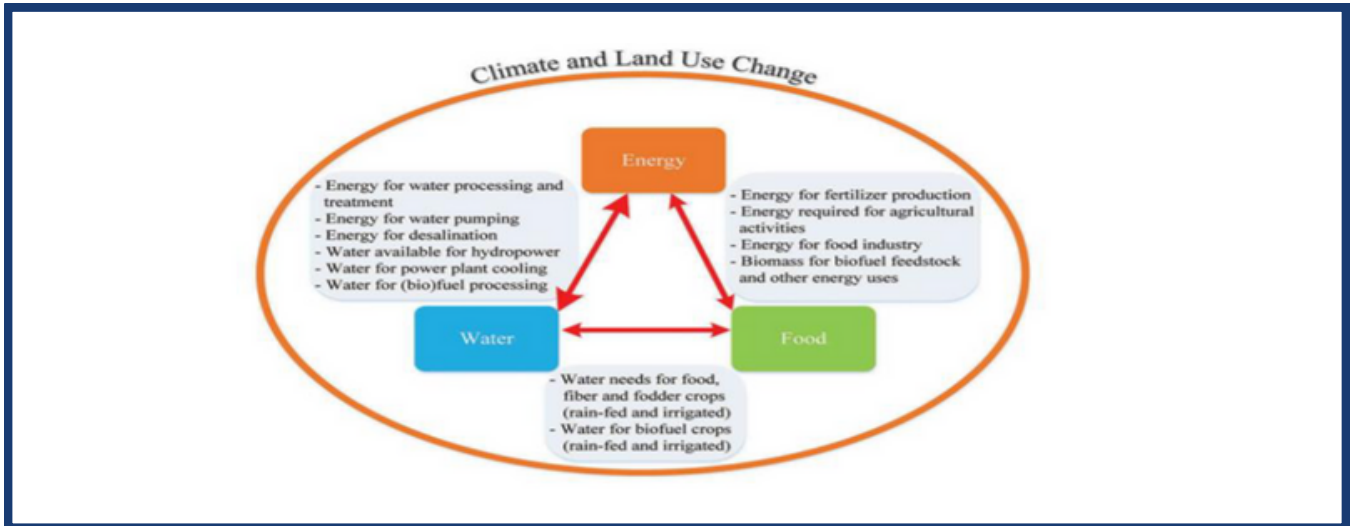 Climate and Land Use Change
Energy
- Energy for water processing and
treatment
- Energy for water pumping
- Energy for desalination
- Water available for hydropower
- Water for power plant cooling
- Water for (bio)fuel processing
- Energy for fertilizer production
- Energy required for agricultural
activities
- Energy for food industry
- Biomass for biofuel feedstock
and other energy uses
Water
Food
- Water needs for food,
fiber and fodder crops
(rain-fed and irrigated)
- Water for biofuel crops
(rain-fed and irrigated)